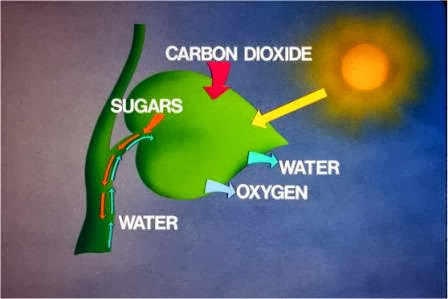 CARBON DIOXIDE
SUGARS
WATER
OXYGEN
WATER